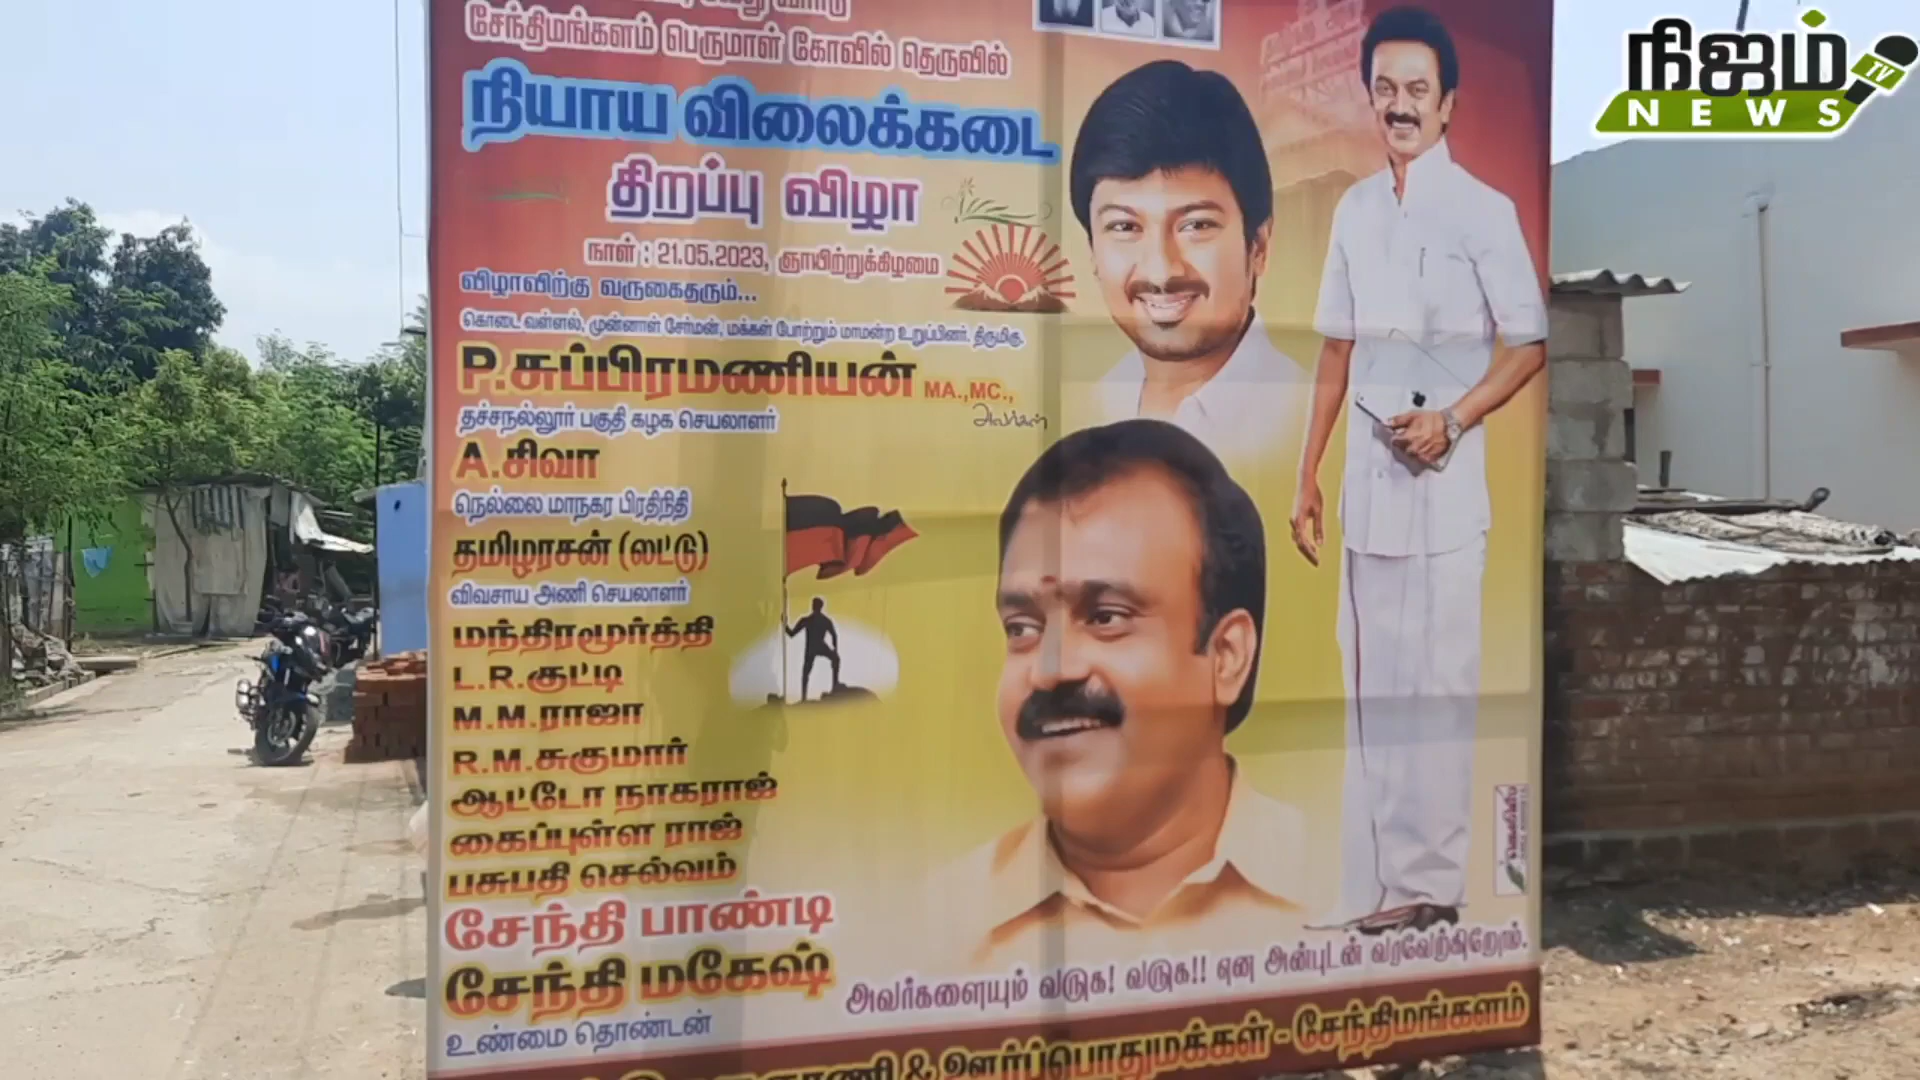 சேந்திமங்களம் பெருமாள் கோவில் தெருவில்
நியாய விலைக்கடை
திறப்பு விழா
நாள் : 21.05.2023, ஞாயிற்றுக்கிழமை
விழாவிற்கு வருகைதரும்...
கொடை வள்ளல், முன்னாள் சேர்மன், மக்கள் போற்றும் மாமன்ற உறுப்பினர். திருமிகு.
P.சுப்பிரமணியன் MA.,MC.,
அவர்கள்
தச்சநல்லூர் பகுதி கழக செயலாளர்
A.சிவா
நெல்லை மாநகர பிரதிநிதி
தமிழரசன் (லட்டு)
விவசாய அணி செயலாளர்
மந்திரமூர்த்தி
L.R.குட்டி
M.M.ராஜா
R.M.சுகுமார்
ஆட்டோ நாகராஜ்
கைப்புள்ள ராஜ்
பசுபதி செல்வம்
சேந்தி பாண்டி
சேந்தி மகேஷ்
உண்மை தொண்டன்
அவர்களையும் வருக! வருக!! என அன்புடன் வரவேற்கிறோம்.
& ஊர்ப்பொதுமக்கள் - சேந்திமங்களம்
நிஜம்
TV
NEWS